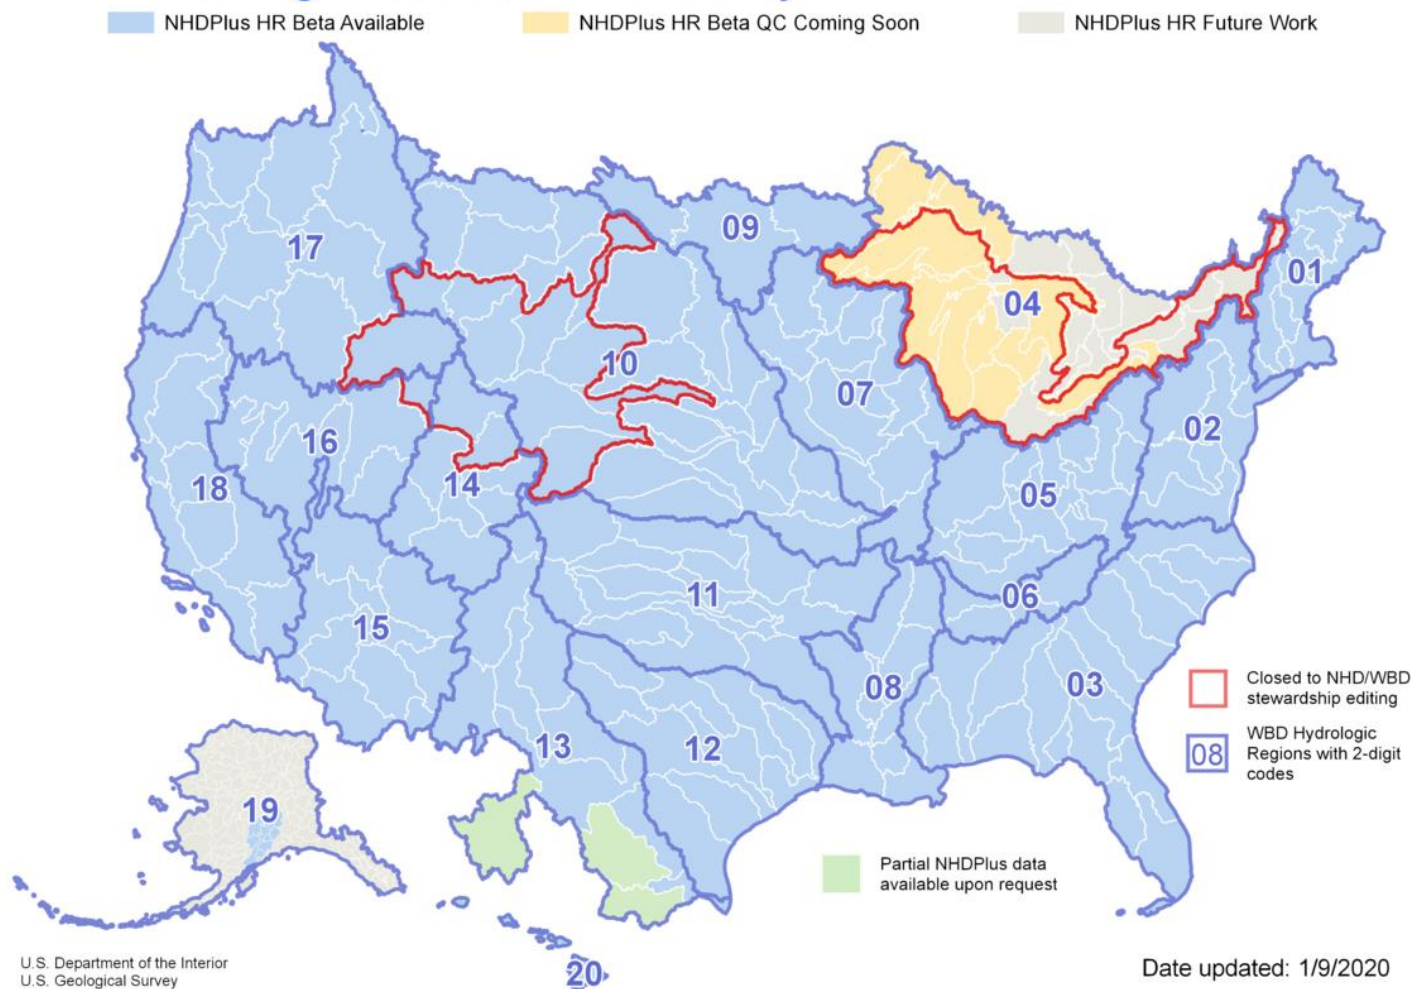 NHDPlus HR Beta Available
NHDPlus HR Beta QC Coming Soon
NHDPlus HR Future Work
17
09
04
01
10
07
16
02
18
14
05
11
06
15
08
03
13
12
19
20
Closed to NHD/WBD
stewardship editing
08
WBD Hydrologic
Regions with 2-digit
codes
Partial NHDPlus data
available upon request
U.S. Department of the Interior
U.S. Geological Survey
Date updated: 1/9/2020